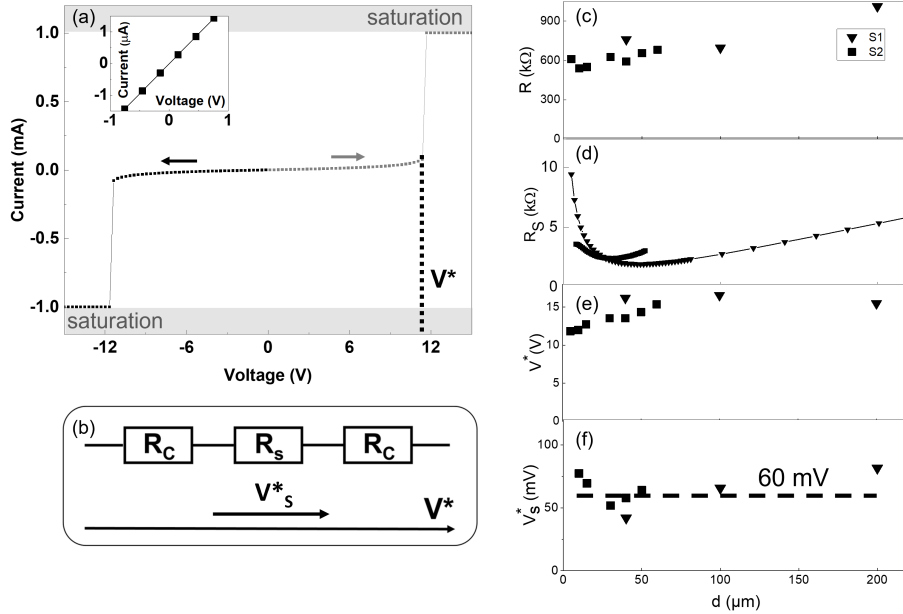 (a)
saturation
Current (mA)
1.0
0.5
0.0
-0.5
-1.0
Current (μA)
1
0
-1
Voltage (V)
-1 0 1
V*
saturation
-12 -6 0 6 12
Voltage (V)
(b)
R_C R_s R_C
V*_S
V*
(c)
R (kΩ)
900
600
300
0
S1
S2
(d)
R_S (kΩ)
10
5
0
(e)
V* (V)
15
10
5
0
(f)
V_s* (mV)
100
50
0
60 mV
0 50 100 150 200
d (μm)